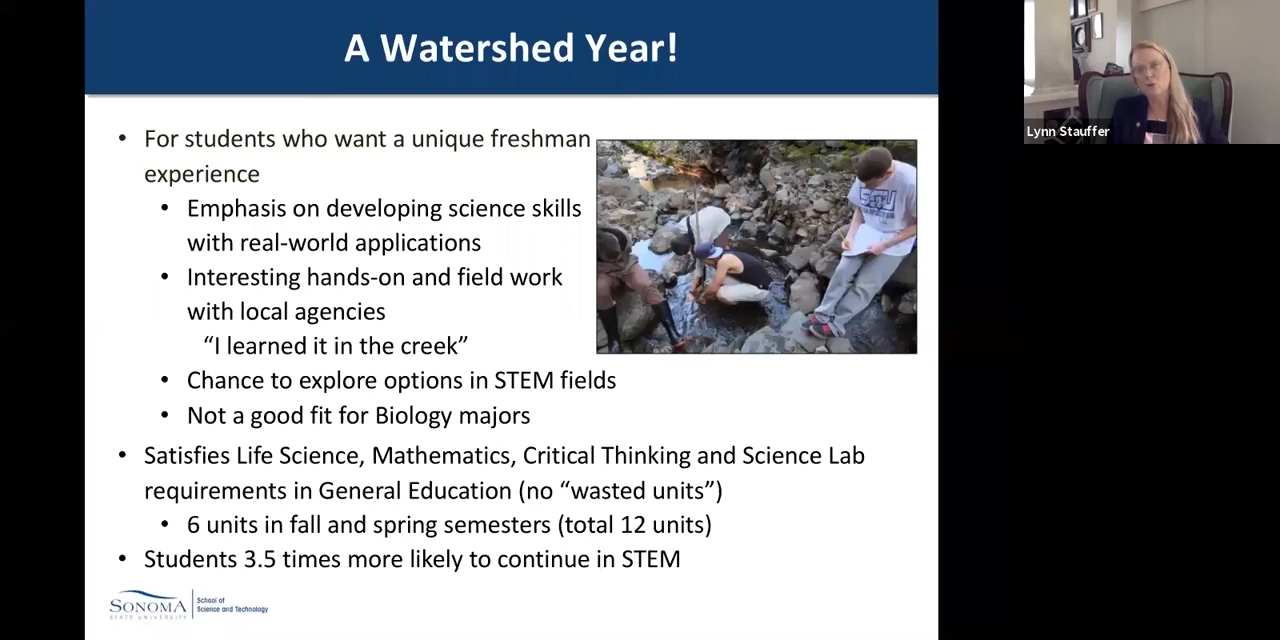 A Watershed Year!
• For students who want a unique freshman
experience
• Emphasis on developing science skills
with real-world applications
• Interesting hands-on and field work
with local agencies
“I learned it in the creek”
• Chance to explore options in STEM fields
• Not a good fit for Biology majors
• Satisfies Life Science, Mathematics, Critical Thinking and Science Lab
requirements in General Education (no “wasted units”)
• 6 units in fall and spring semesters (total 12 units)
• Students 3.5 times more likely to continue in STEM
SONOMA
STATE UNIVERSITY
School of
Science and Technology
Lynn Stauffer